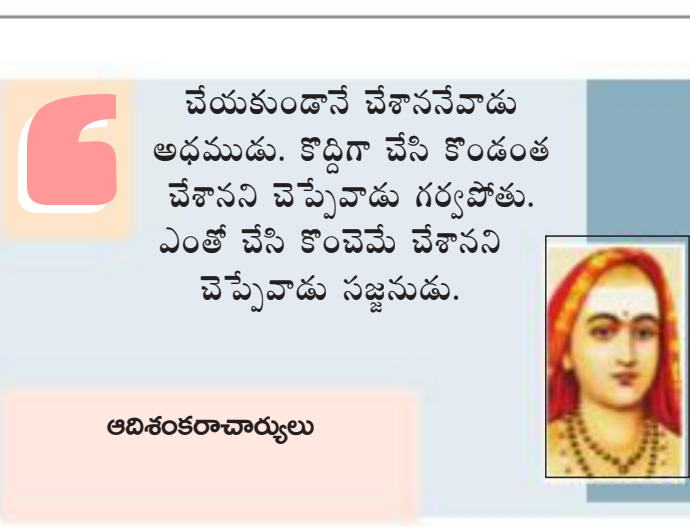 చేయకుండానే చేశాననేవాడు
అధముడు. కొద్దిగా చేసి కొండంత
చేశానని చెప్పేవాడు గర్వపోతు.
ఎంతో చేసి కొంచెమే చేశానని
చెప్పేవాడు సజ్జనుడు.
ఆదిశంకరాచార్యులు